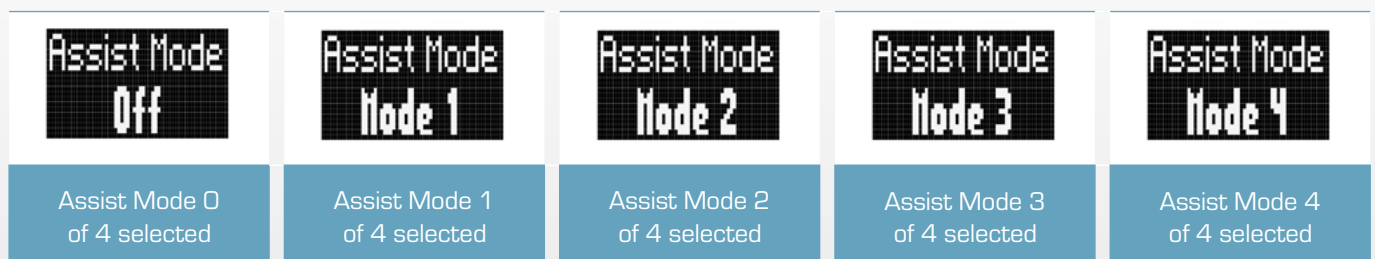 Assist Mode
Off
Assist Mode 0
of 4 selected
Assist Mode
Mode 1
Assist Mode 1
of 4 selected
Assist Mode
Mode 2
Assist Mode 2
of 4 selected
Assist Mode
Mode 3
Assist Mode 3
of 4 selected
Assist Mode
Mode 4
Assist Mode 4
of 4 selected